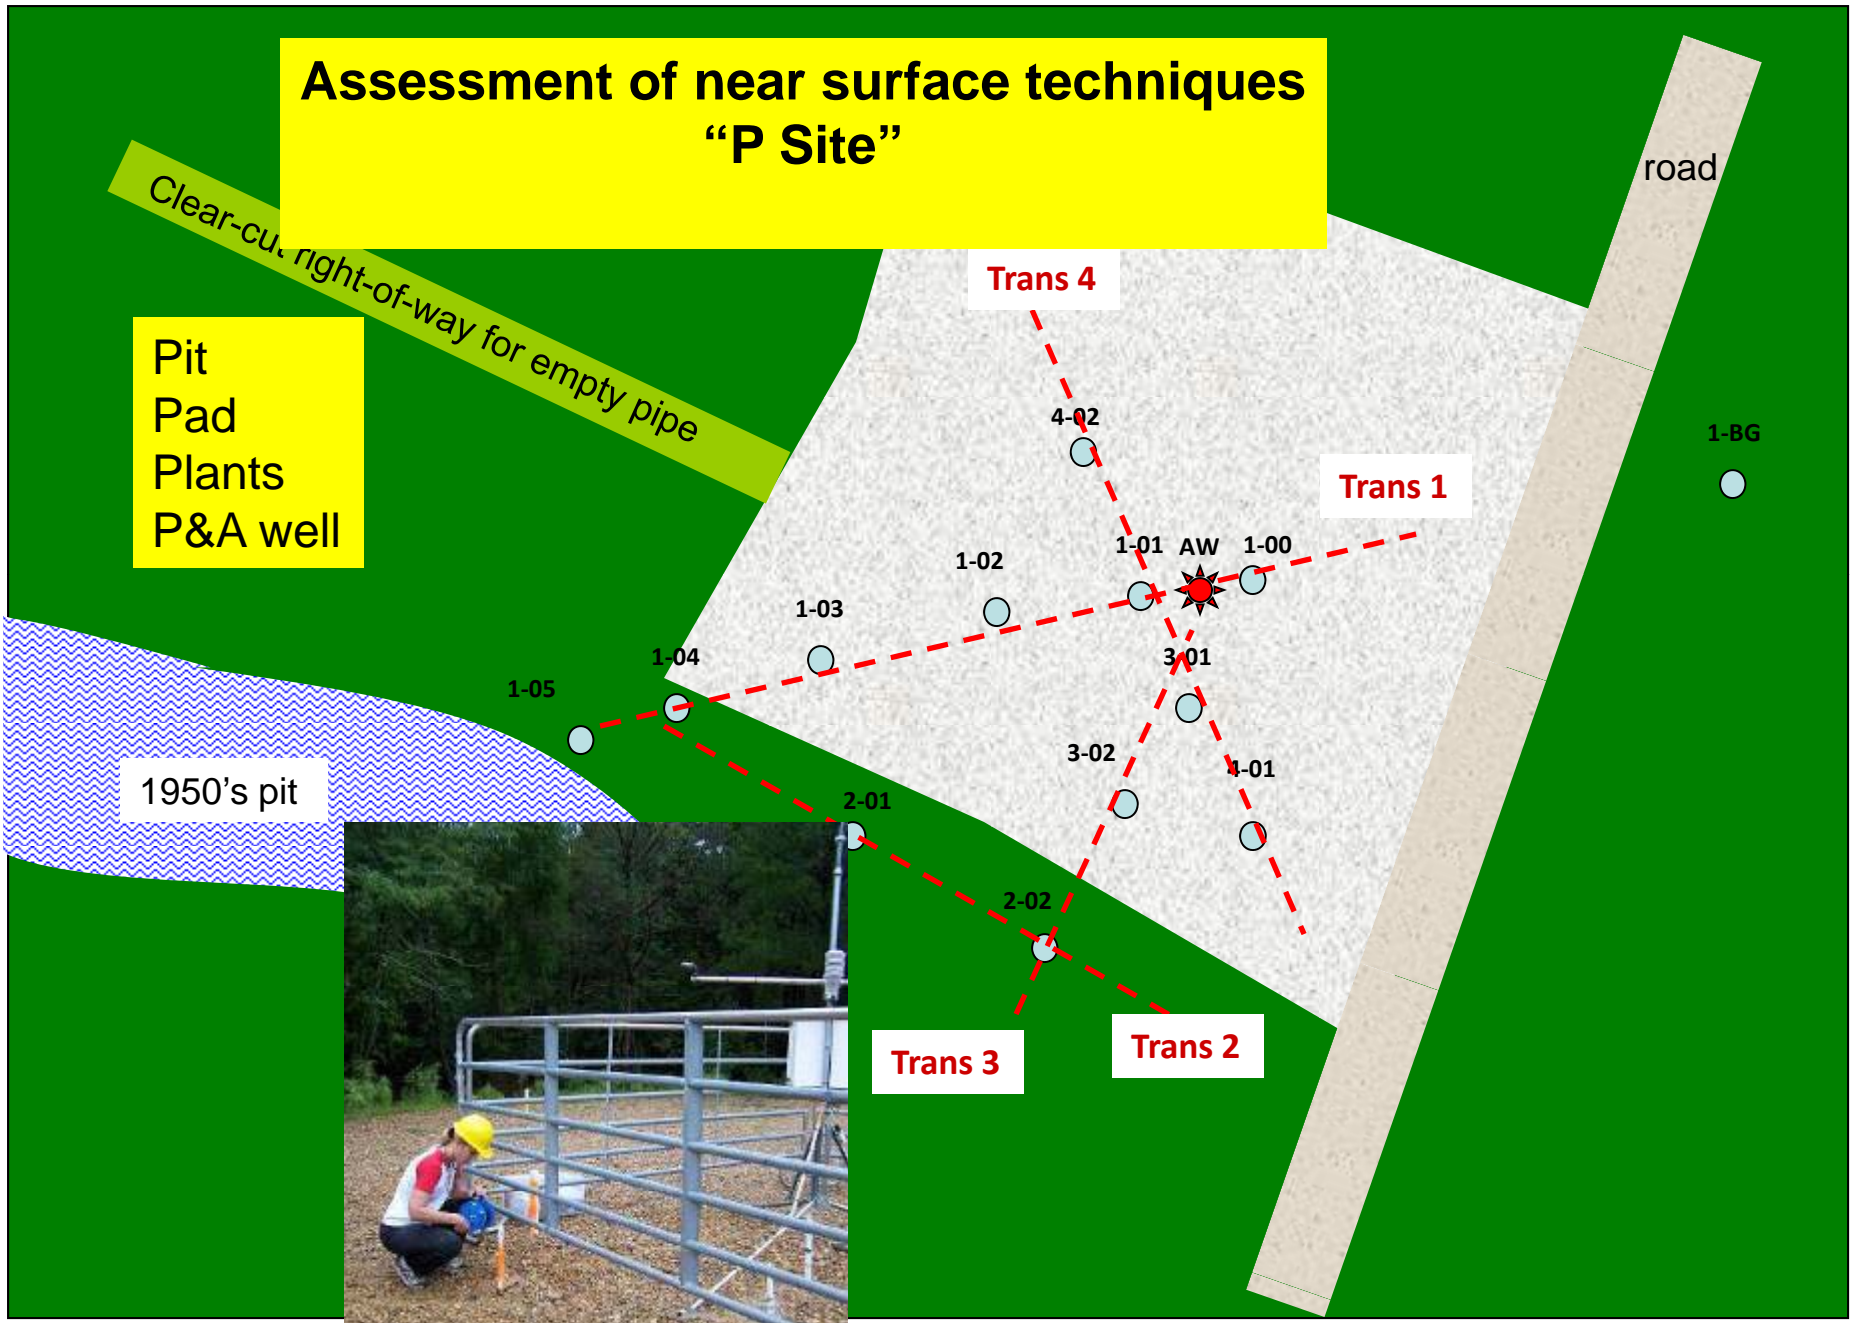 Assessment of near surface techniques
“P Site”
road
Clear-cut right-of-way for empty pipe
Trans 4
Pit
Pad
Plants
P&A well
4-02
1-BG
Trans 1
1-01
AW
1-00
1-02
1-03
1-04
3-01
1-05
3-02
4-01
1950’s pit
2-01
2-02
Trans 3
Trans 2